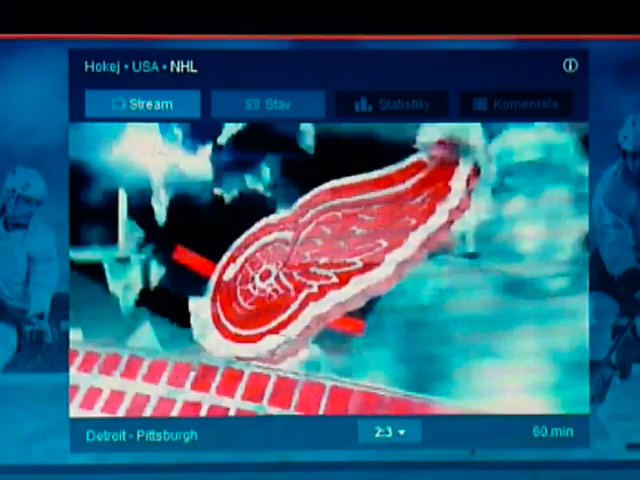 Hokej • USA • NHL
Stream Stav Statistiky Komentáře
Detroit - Pittsburgh 2:3 60.min